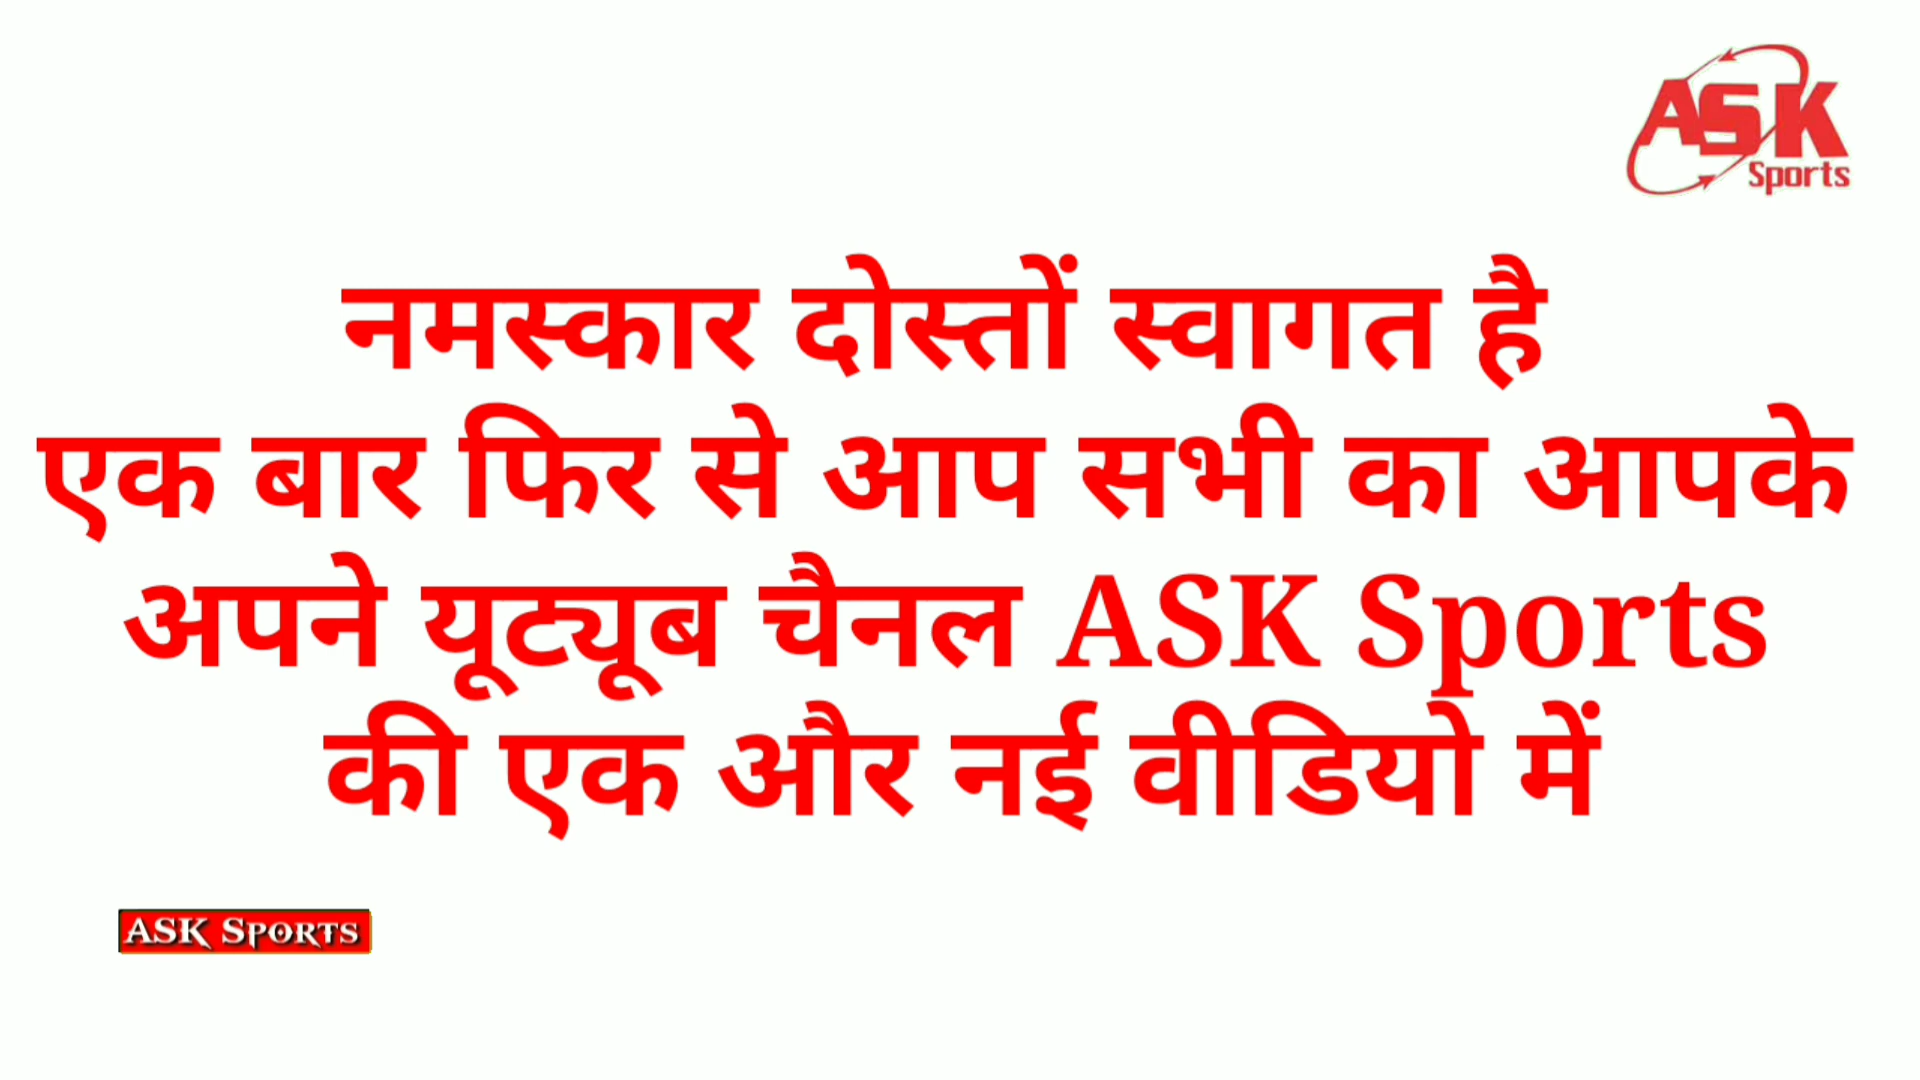 ASK
Sports
नमस्कार दोस्तों स्वागत है
एक बार फिर से आप सभी का आपके
अपने यूट्यूब चैनल ASK Sports
की एक और नई वीडियो में
ASK SPORTS